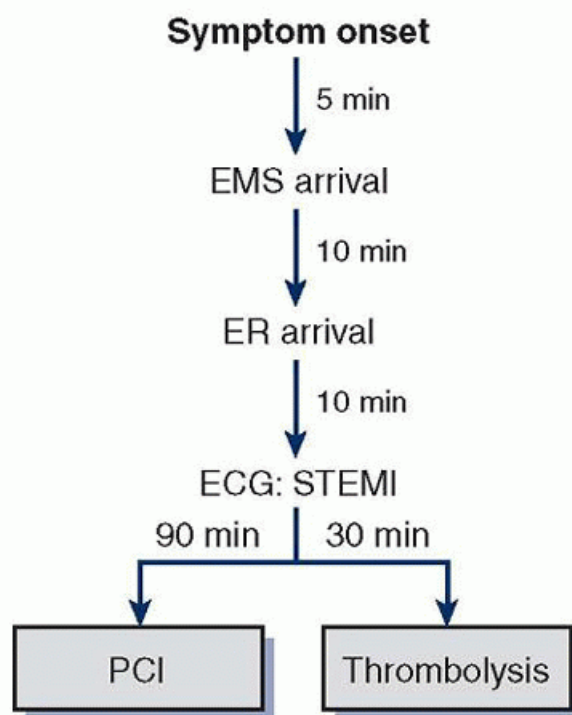 Symptom onset
5 min
EMS arrival
10 min
ER arrival
10 min
ECG: STEMI
90 min 30 min
PCI Thrombolysis